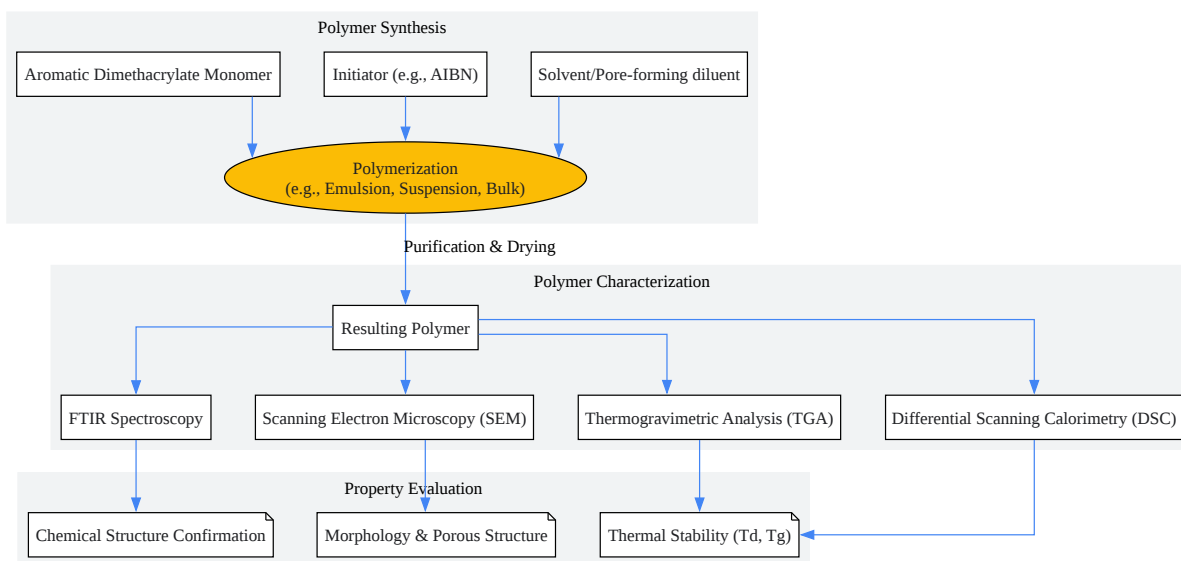 Polymer Synthesis
Aromatic Dimethacrylate Monomer
Initiator (e.g., AIBN)
Solvent/Pore-forming diluent
Polymerization
(e.g., Emulsion, Suspension, Bulk)
Purification & Drying
Polymer Characterization
Resulting Polymer
FTIR Spectroscopy
Scanning Electron Microscopy (SEM)
Thermogravimetric Analysis (TGA)
Differential Scanning Calorimetry (DSC)
Property Evaluation
Chemical Structure Confirmation
Morphology & Porous Structure
Thermal Stability (Td, Tg)